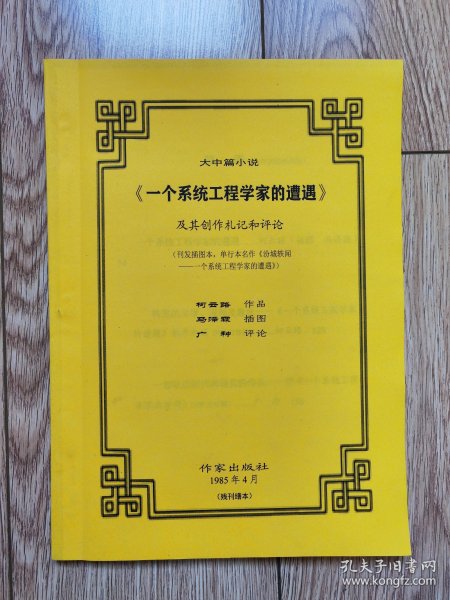 大中篇小说
《一个系统工程学家的遭遇》
及其创作札记和评论
(刊发插图本，单行本名作《汾城轶闻
——一个系统工程学家的遭遇》)
柯云路 作品
马泽霖 插图
广 种 评论
作家出版社
1985年4月
(残刊缮本)
孔夫子旧书网
www.kongfz.com